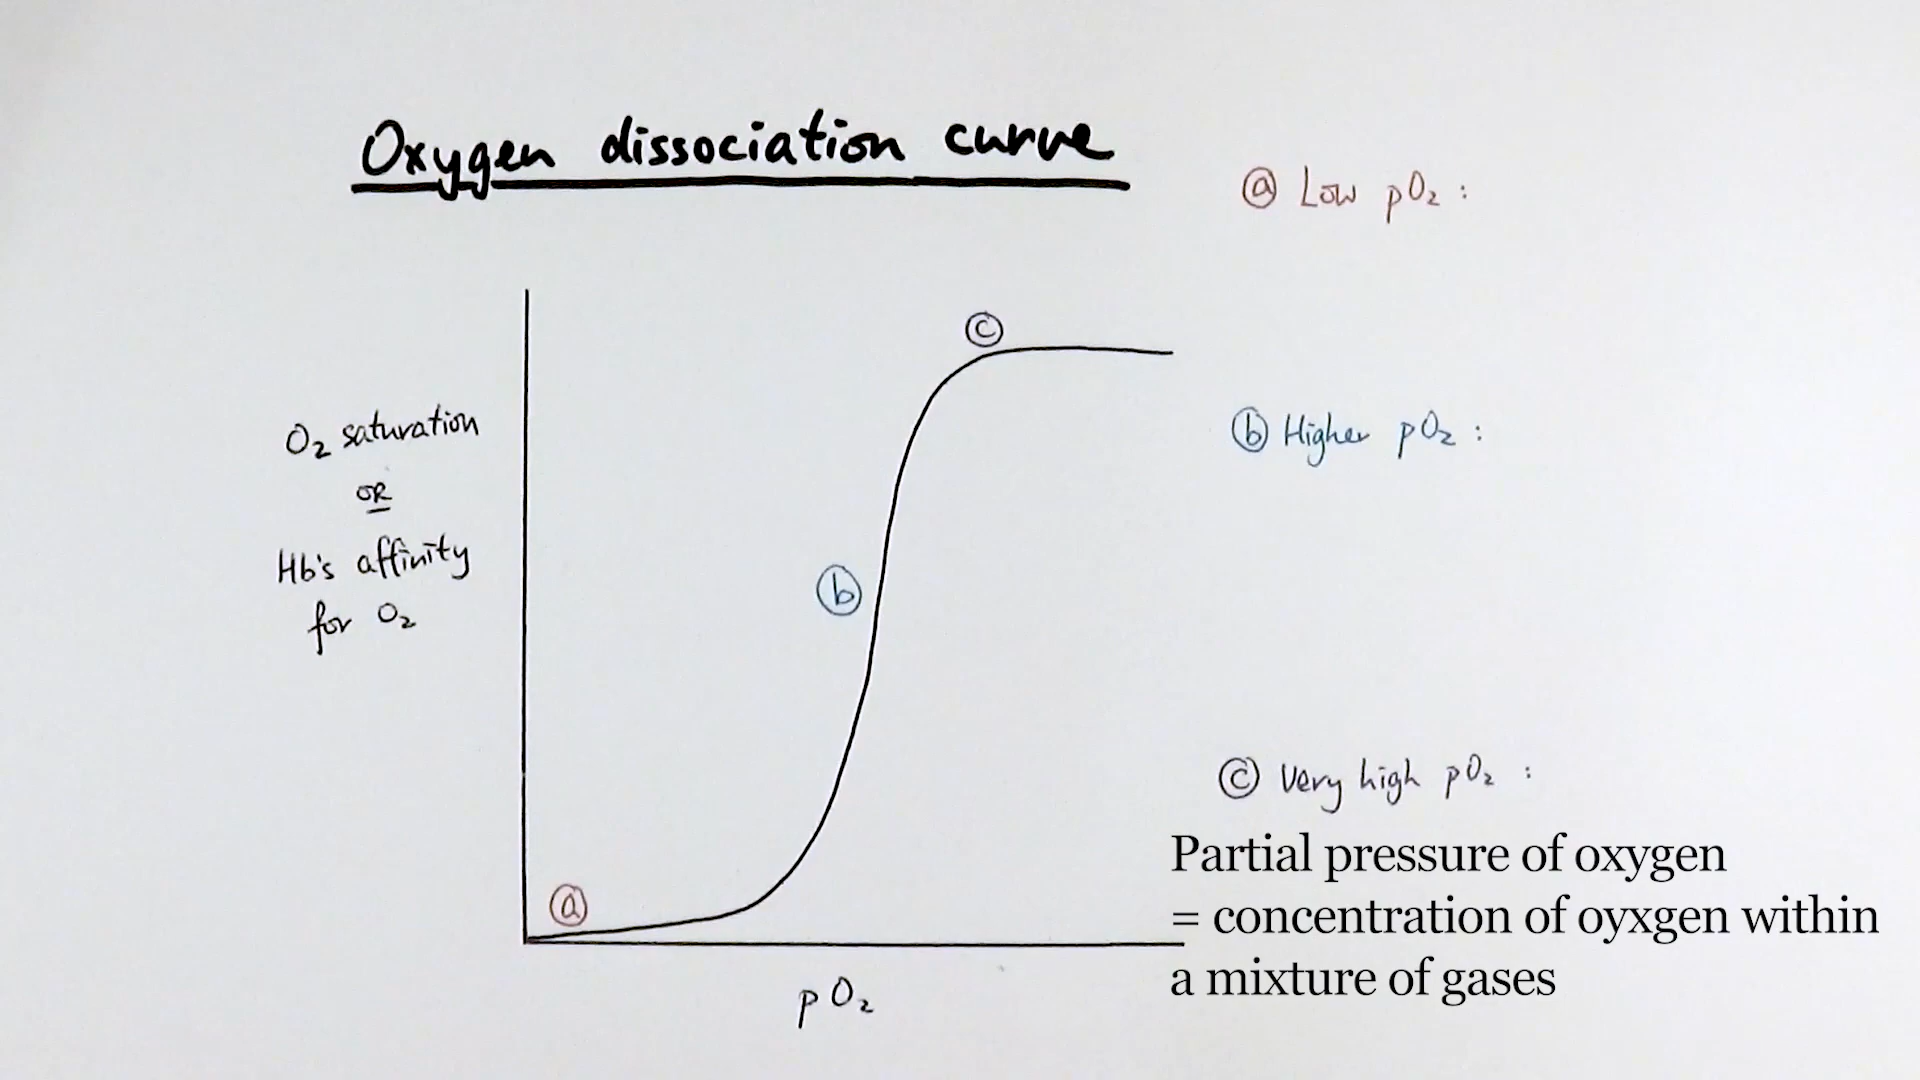 Oxygen dissociation curve
ⓐ Low pO₂ :
ⓒ
O₂ saturation
OR
Hb's affinity
for O₂
ⓑ Higher pO₂ :
ⓑ
ⓒ Very high pO₂ :
ⓐ
pO₂
Partial pressure of oxygen
= concentration of oyxgen within
a mixture of gases